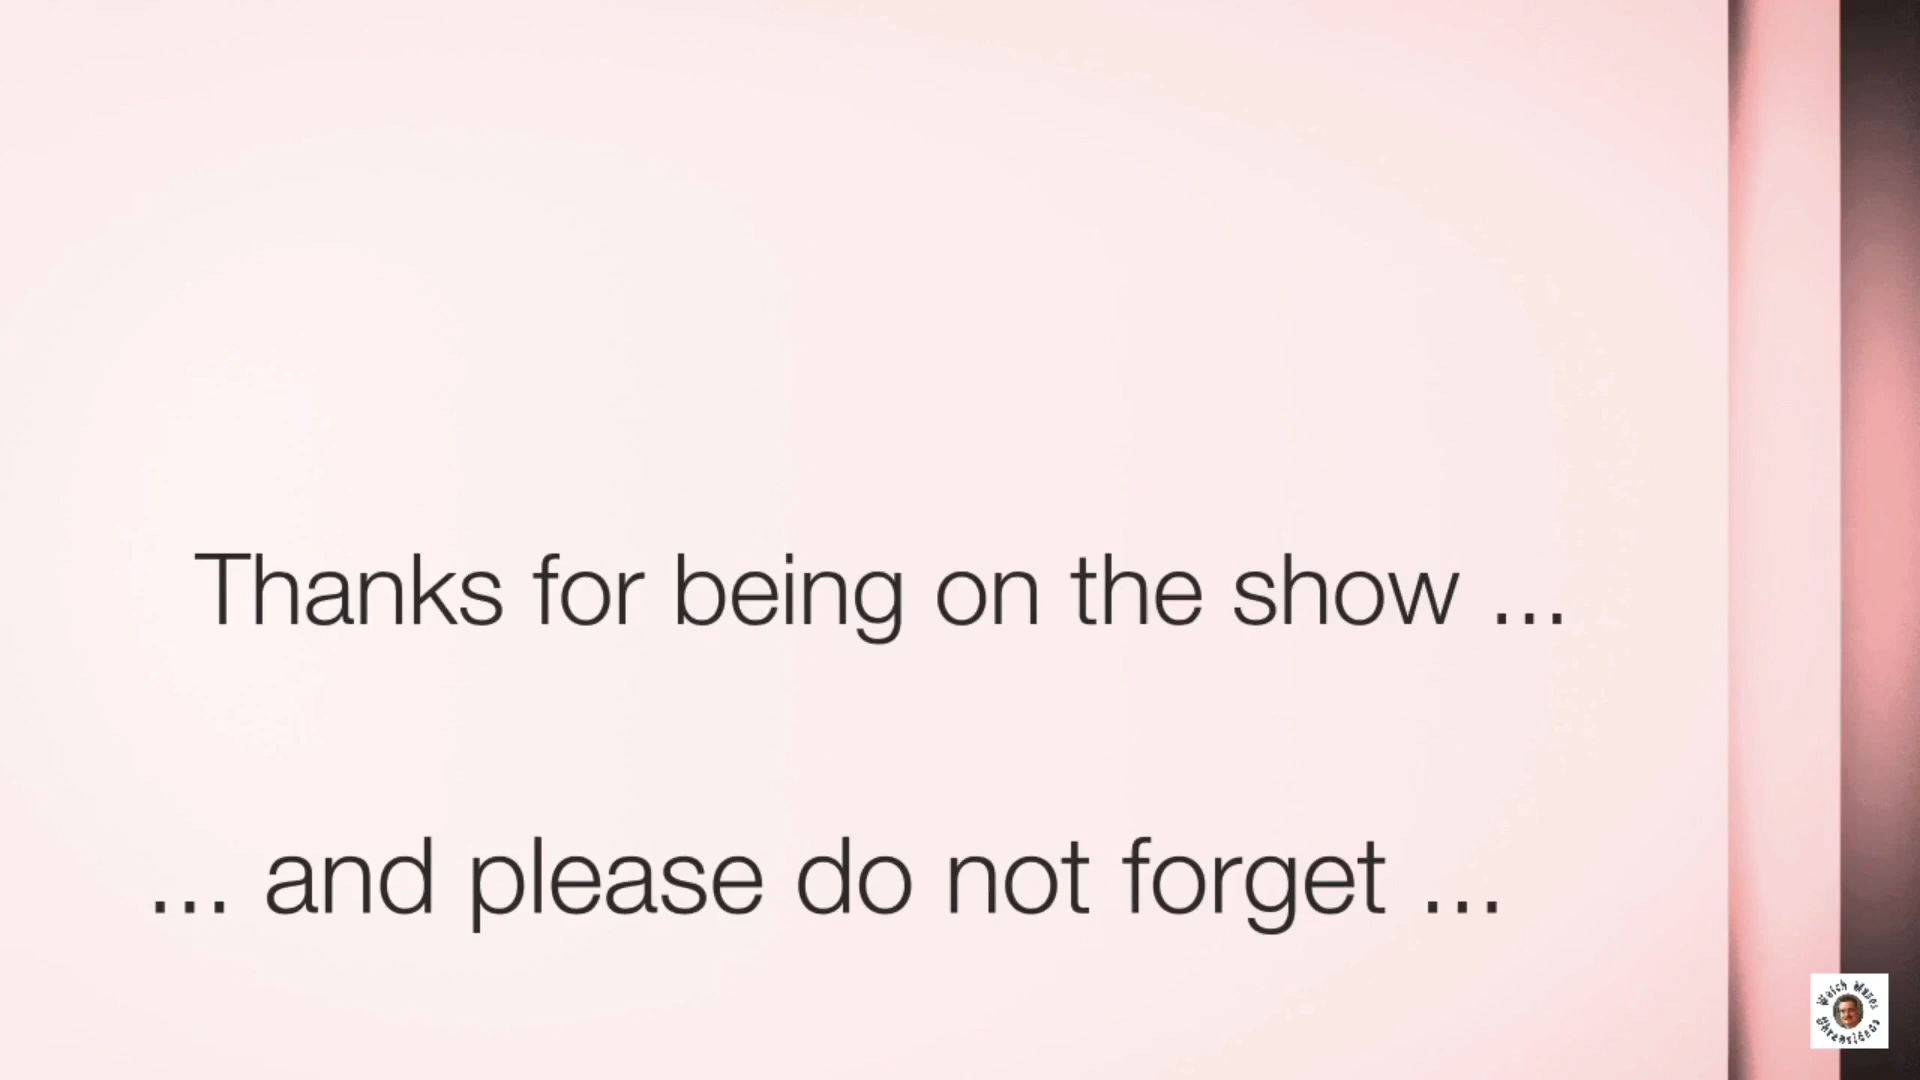 Thanks for being on the show ...
... and please do not forget ...